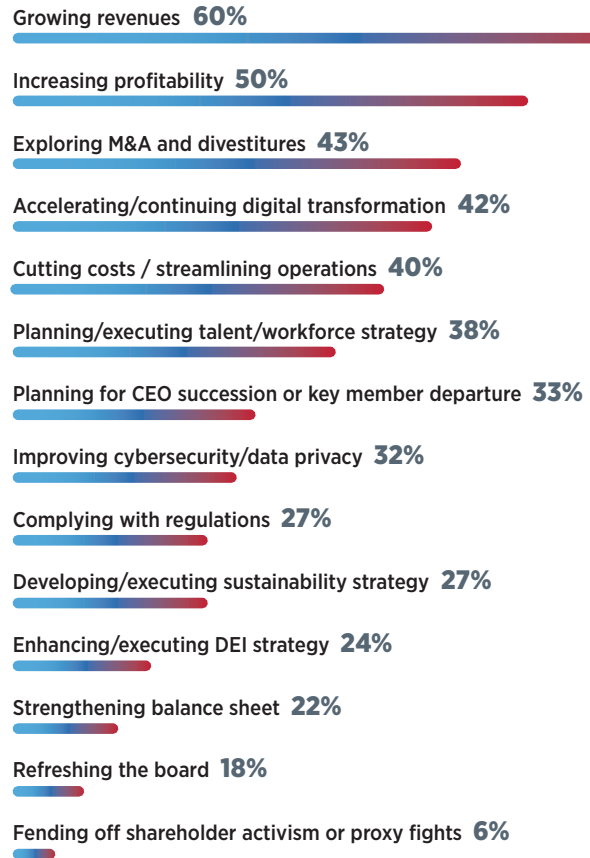 Growing revenues 60%
Increasing profitability 50%
Exploring M&A and divestitures 43%
Accelerating/continuing digital transformation 42%
Cutting costs / streamlining operations 40%
Planning/executing talent/workforce strategy 38%
Planning for CEO succession or key member departure 33%
Improving cybersecurity/data privacy 32%
Complying with regulations 27%
Developing/executing sustainability strategy 27%
Enhancing/executing DEI strategy 24%
Strengthening balance sheet 22%
Refreshing the board 18%
Fending off shareholder activism or proxy fights 6%